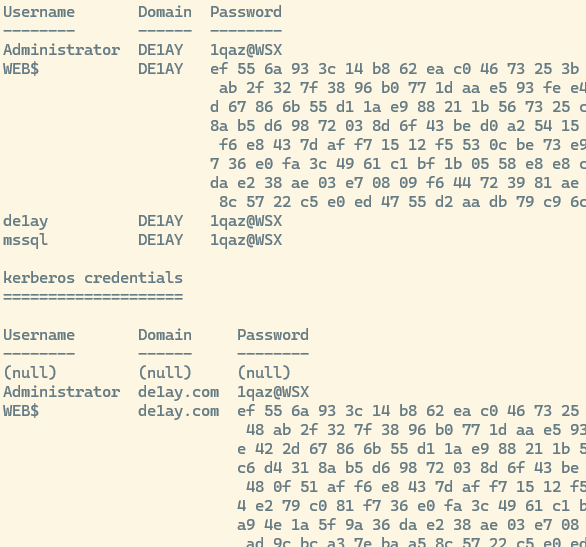 Username       Domain  Password
--------       ------  --------
Administrator  DE1AY   1qaz@WSX
WEB$           DE1AY   ef 55 6a 93 3c 14 b8 62 ea c0 46 73 25 3b
ab 2f 32 7f 38 96 b0 77 1d aa e5 93 fe e4
d 67 86 6b 55 d1 1a e9 88 21 1b 56 73 25 c
8a b5 d6 98 72 03 8d 6f 43 be d0 a2 54 15
f6 e8 43 7d af f7 15 12 f5 53 0c be 73 e9
7 36 e0 fa 3c 49 61 c1 bf 1b 05 58 e8 e8 c
da e2 38 ae 03 e7 08 09 f6 44 72 39 81 ae
8c 57 22 c5 e0 ed 47 55 d2 aa db 79 c9 6c
de1ay          DE1AY   1qaz@WSX
mssql          DE1AY   1qaz@WSX
kerberos credentials
====================
Username       Domain     Password
--------       ------     --------
(null)         (null)     (null)
Administrator  de1ay.com  1qaz@WSX
WEB$           de1ay.com  ef 55 6a 93 3c 14 b8 62 ea c0 46 73 25
48 ab 2f 32 7f 38 96 b0 77 1d aa e5 93
e 42 2d 67 86 6b 55 d1 1a e9 88 21 1b 5
c6 d4 31 8a b5 d6 98 72 03 8d 6f 43 be
48 0f 51 af f6 e8 43 7d af f7 15 12 f5
4 e2 79 c0 81 f7 36 e0 fa 3c 49 61 c1 b
a9 4e 1a 5f 9a 36 da e2 38 ae 03 e7 08
ad 9c bc a3 7e ba a5 8c 57 22 c5 e0 ed